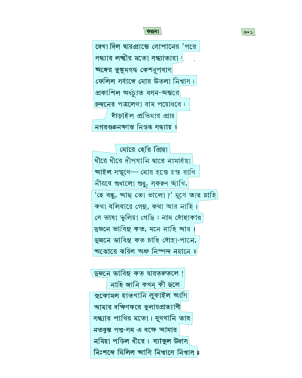 কল্পনা ৩০১
দেখা দিল দ্বারপ্রান্তে সোপানের 'পরে
সন্ধ্যার লক্ষ্মীর মতো সন্ধ্যাতারা করে।
অঙ্গের কুঙ্কুমগন্ধ কেশধূপবাস
ফেলিল সর্বাঙ্গে মোর উতলা নিশ্বাস।
প্রকাশিল অর্ধচ্যুত বসন-অন্তরে
চন্দনের পত্রলেখা বাম পয়োধরে।
দাঁড়াইল প্রতিমার প্রায়
নগরগুঞ্জনক্ষান্ত নিস্তব্ধ সন্ধ্যায়॥
মোরে হেরি প্রিয়া
ধীরে ধীরে দীপখানি দ্বারে নামাইয়া
আইল সম্মুখে— মোর হস্তে হস্ত রাখি
নীরবে শুধালো শুধু, সকরুণ আঁখি,
'হে বন্ধু, আছ তো ভালো?' মুখে তার চাহি
কথা বলিবারে গেনু, কথা আর নাহি।
সে ভাষা ভুলিয়া গেছি। নাম দোঁহাকার
দুজনে ভাবিনু কত, মনে নাহি আর।
দুজনে ভাবিনু কত চাহি দোঁহা-পানে,
অঝোরে ঝরিল অশ্রু নিস্পন্দ নয়ানে॥
দুজনে ভাবিনু কত দ্বারতরুতলে।
নাহি জানি কখন্ কী ছলে
সুকোমল হাতখানি লুকাইল আসি
আমার দক্ষিণকরে কুলায়প্রত্যাশী
সন্ধ্যার পাখির মতো। মুখখানি তার
নতবৃন্ত পদ্ম-সম এ বক্ষে আমার
নমিয়া পড়িল ধীরে। ব্যাকুল উদাস
নিঃশব্দে মিলিল আসি নিশ্বাসে নিশ্বাস॥